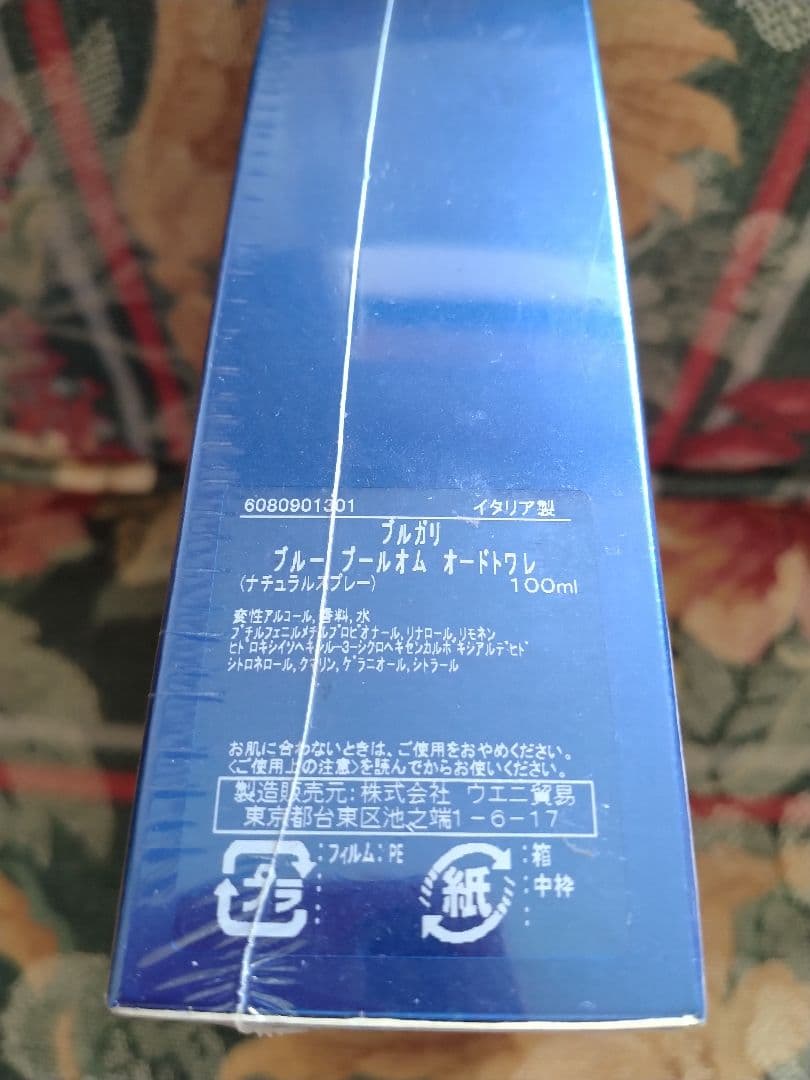 6080901301 イタリア製
ブルガリ
ブルー プールオム オードトワレ
(ナチュラルスプレー) 100ml
変性アルコール, 香料, 水
ブチルフェニルメチルプロピオナール, リナロール, リモネン
ヒドロキシイソヘキシル-3-シクロヘキセンカルボキシアルデヒド
シトロネロール, クマリン, ゲラニオール, シトラール
お肌に合わないときは、ご使用をおやめください。
〈ご使用上の注意〉を読んでからお使いください。
製造販売元:株式会社 ウエニ貿易
東京都台東区池之端1-6-17
プラ :フィルム:PE
紙 :箱
中枠